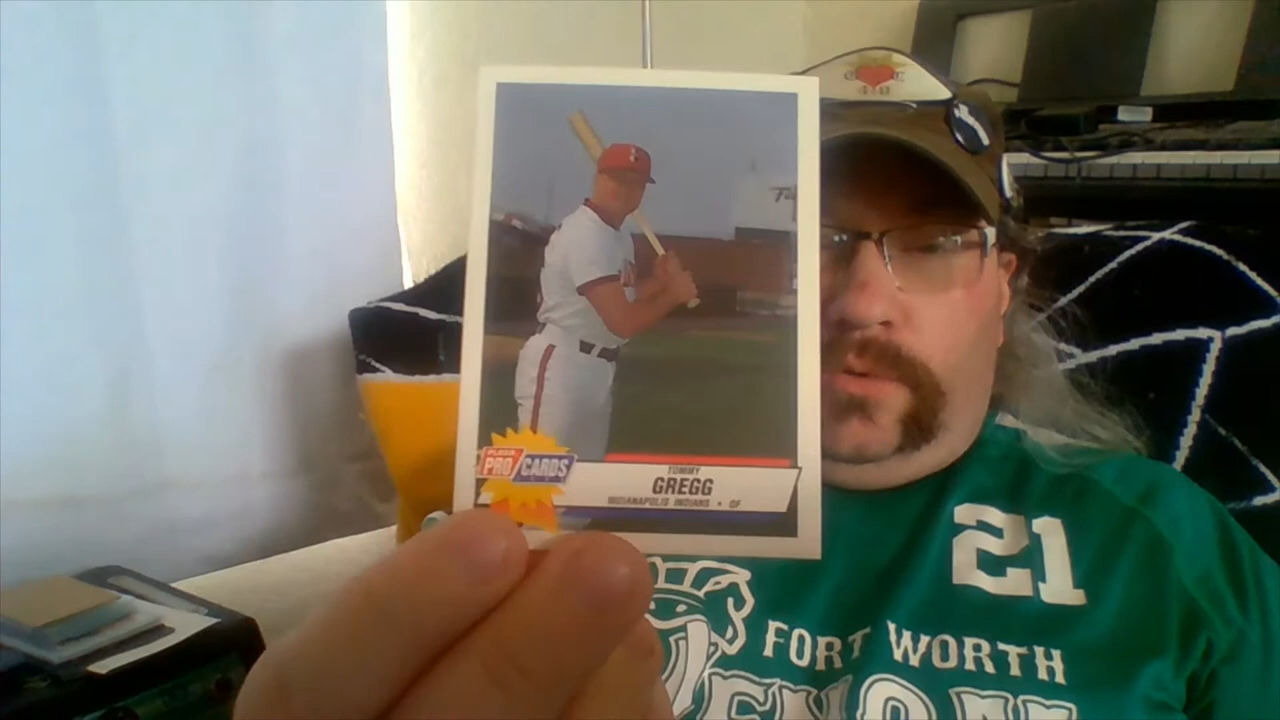 FLEER
PRO CARDS
TOMMY
GREGG
INDIANAPOLIS INDIANS • OF
21
FORT WORTH